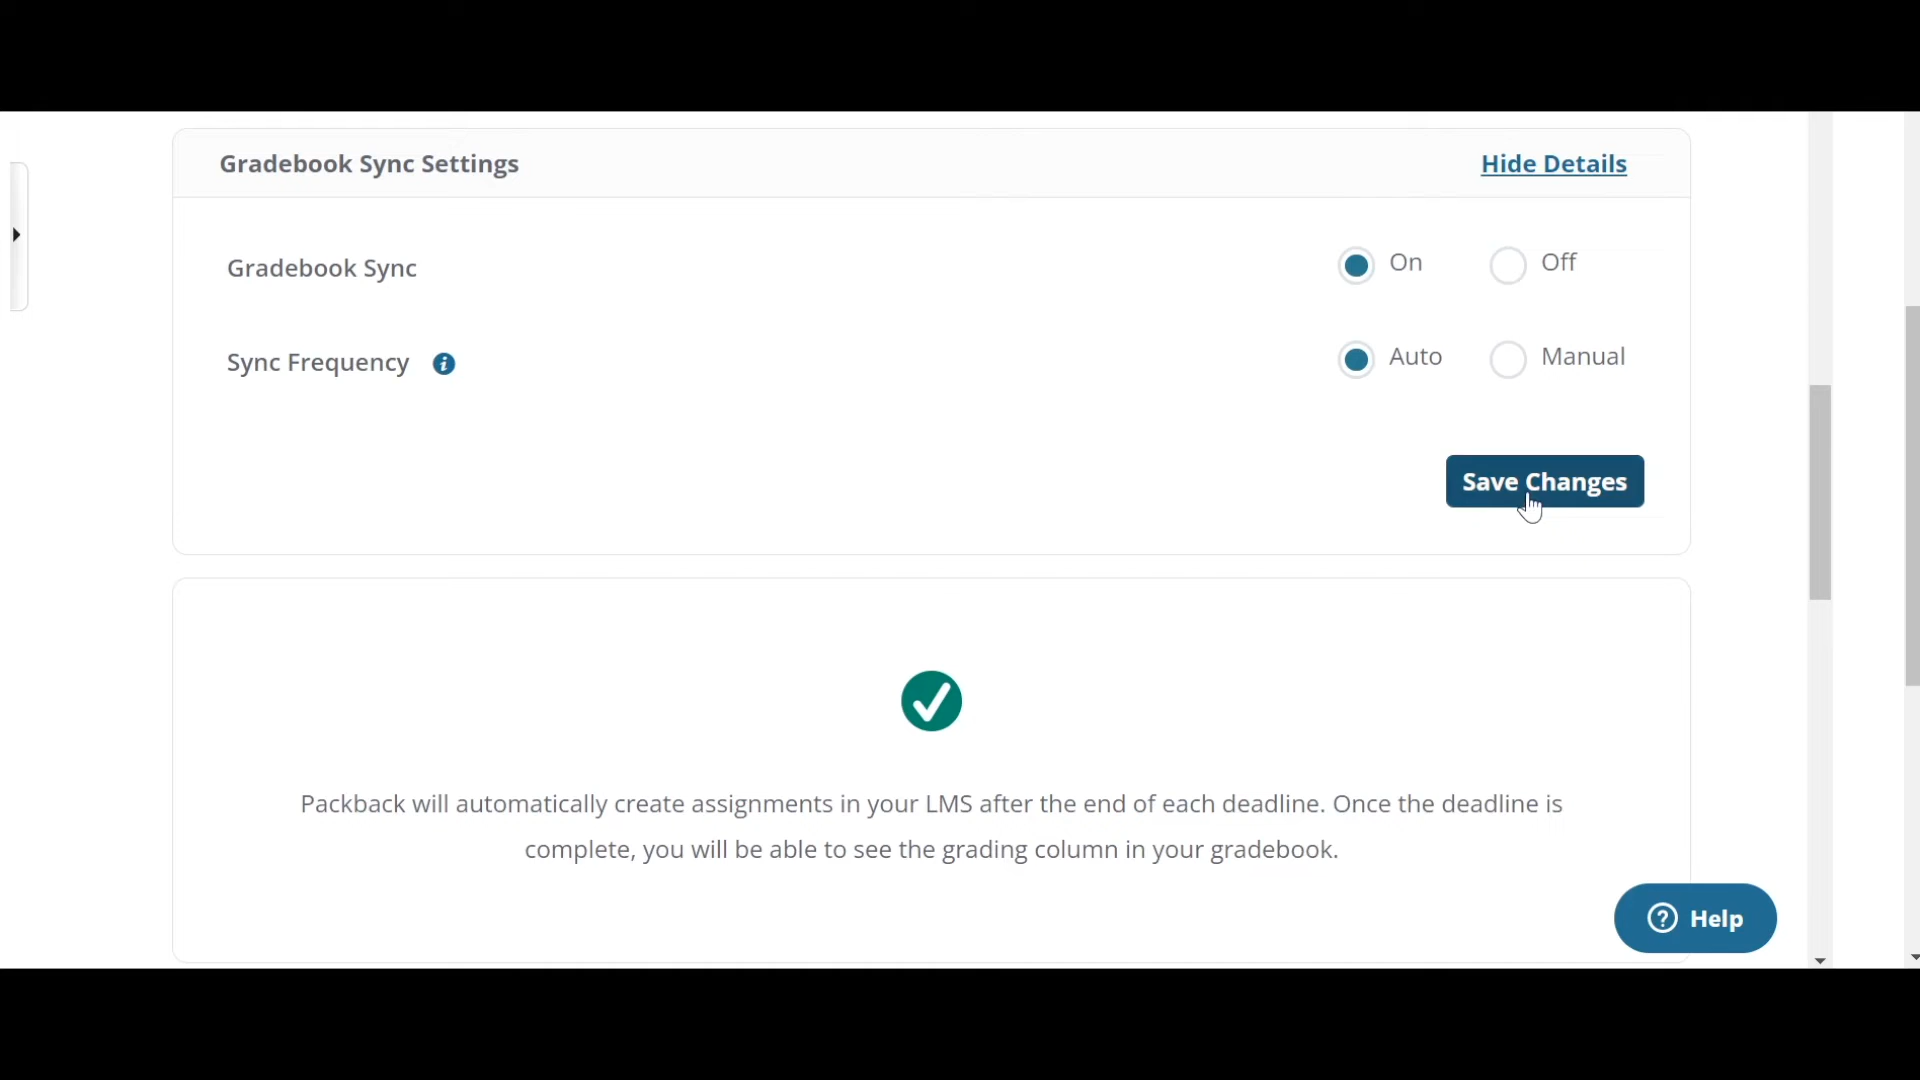 Gradebook Sync Settings
Hide Details
Gradebook Sync
On
Off
Sync Frequency
Auto
Manual
Save Changes
Packback will automatically create assignments in your LMS after the end of each deadline. Once the deadline is
complete, you will be able to see the grading column in your gradebook.
Help